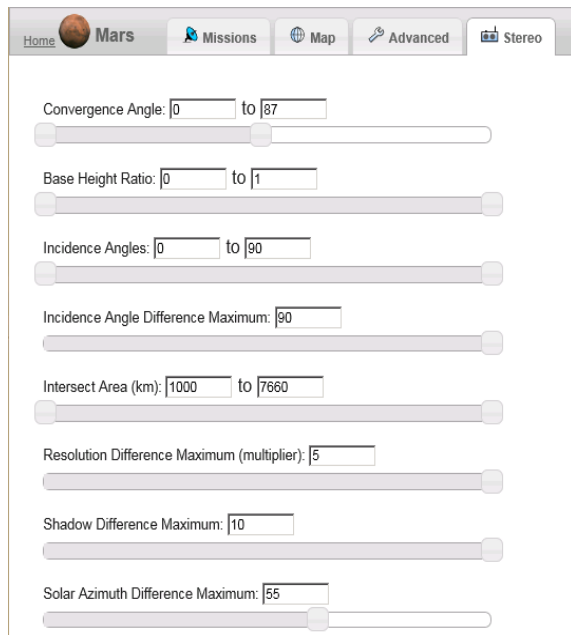 Home Mars Missions Map Advanced Stereo
Convergence Angle: 0 to 87
Base Height Ratio: 0 to 1
Incidence Angles: 0 to 90
Incidence Angle Difference Maximum: 90
Intersect Area (km): 1000 to 7660
Resolution Difference Maximum (multiplier): 5
Shadow Difference Maximum: 10
Solar Azimuth Difference Maximum: 55